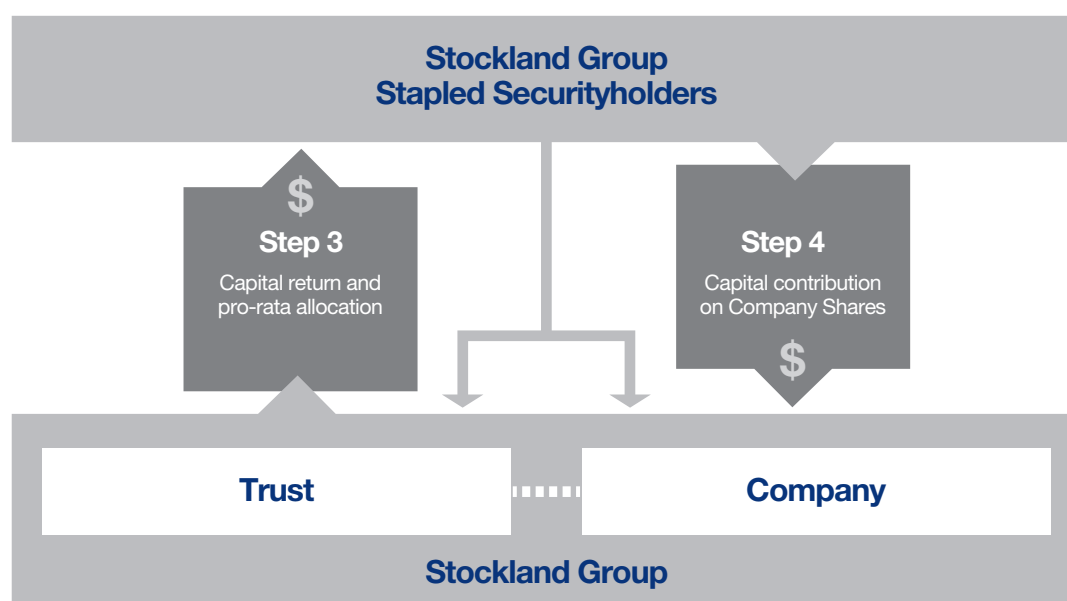 Stockland Group
Stapled Securityholders
$
Step 3
Capital return and
pro-rata allocation
Step 4
Capital contribution
on Company Shares
$
Trust
Company
Stockland Group